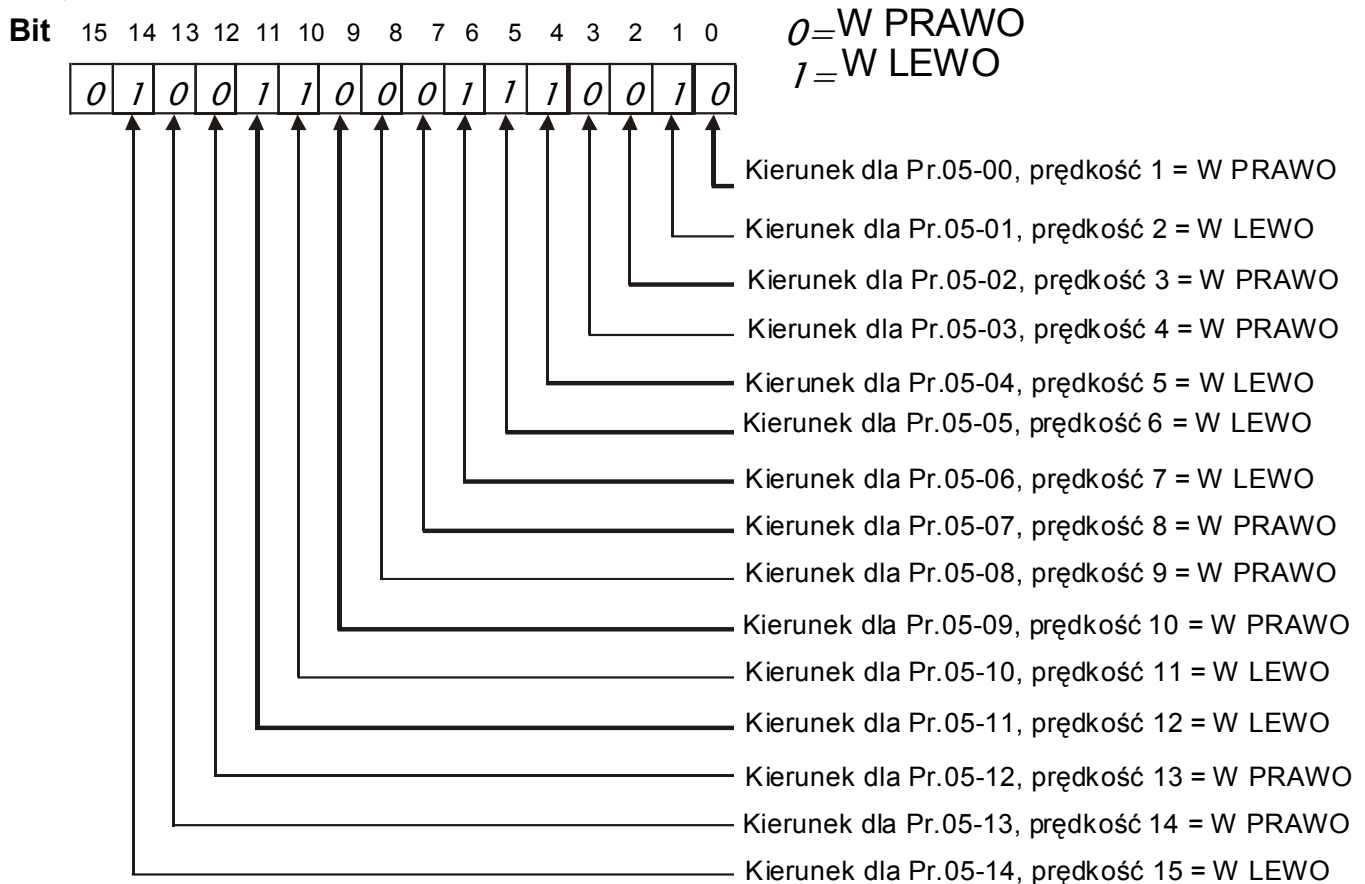 Bit 15 14 13 12 11 10 9 8 7 6 5 4 3 2 1 0
0=W PRAWO
1=W LEWO
0 1 0 0 1 1 0 0 0 1 1 1 0 0 1 0
Kierunek dla Pr.05-00, prędkość 1 = W PRAWO
Kierunek dla Pr.05-01, prędkość 2 = W LEWO
Kierunek dla Pr.05-02, prędkość 3 = W PRAWO
Kierunek dla Pr.05-03, prędkość 4 = W PRAWO
Kierunek dla Pr.05-04, prędkość 5 = W LEWO
Kierunek dla Pr.05-05, prędkość 6 = W LEWO
Kierunek dla Pr.05-06, prędkość 7 = W LEWO
Kierunek dla Pr.05-07, prędkość 8 = W PRAWO
Kierunek dla Pr.05-08, prędkość 9 = W PRAWO
Kierunek dla Pr.05-09, prędkość 10 = W PRAWO
Kierunek dla Pr.05-10, prędkość 11 = W LEWO
Kierunek dla Pr.05-11, prędkość 12 = W LEWO
Kierunek dla Pr.05-12, prędkość 13 = W PRAWO
Kierunek dla Pr.05-13, prędkość 14 = W PRAWO
Kierunek dla Pr.05-14, prędkość 15 = W LEWO